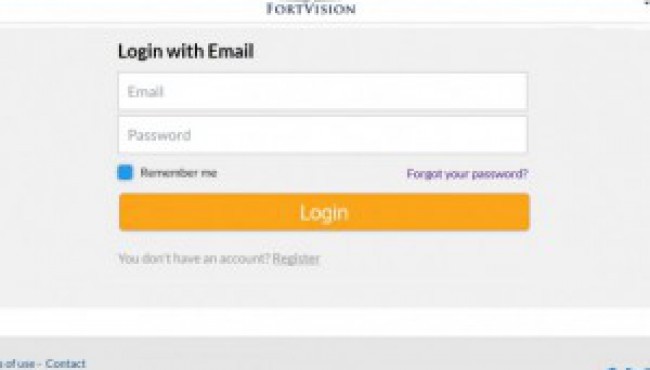 FORTVISION
Login with Email
Email
Password
Remember me
Forgot your password?
Login
You don't have an account? Register
of use - Contact